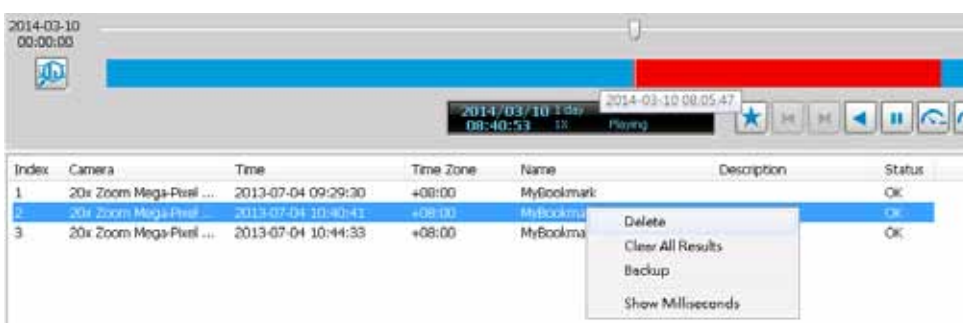 2014-03-10
00:00:00
2014-03-10 08:05:47
2014/03/10 1 day
08:40:53 1X Playing
Index Camera Time Time Zone Name Description Status
1 20x Zoom Mega-Pixel ... 2013-07-04 09:29:30 +08:00 MyBookmark OK
2 20x Zoom Mega-Pixel ... 2013-07-04 10:40:41 +08:00 MyBookma OK
3 20x Zoom Mega-Pixel ... 2013-07-04 10:44:33 +08:00 MyBookma OK
Delete
Clear All Results
Backup
Show Milliseconds